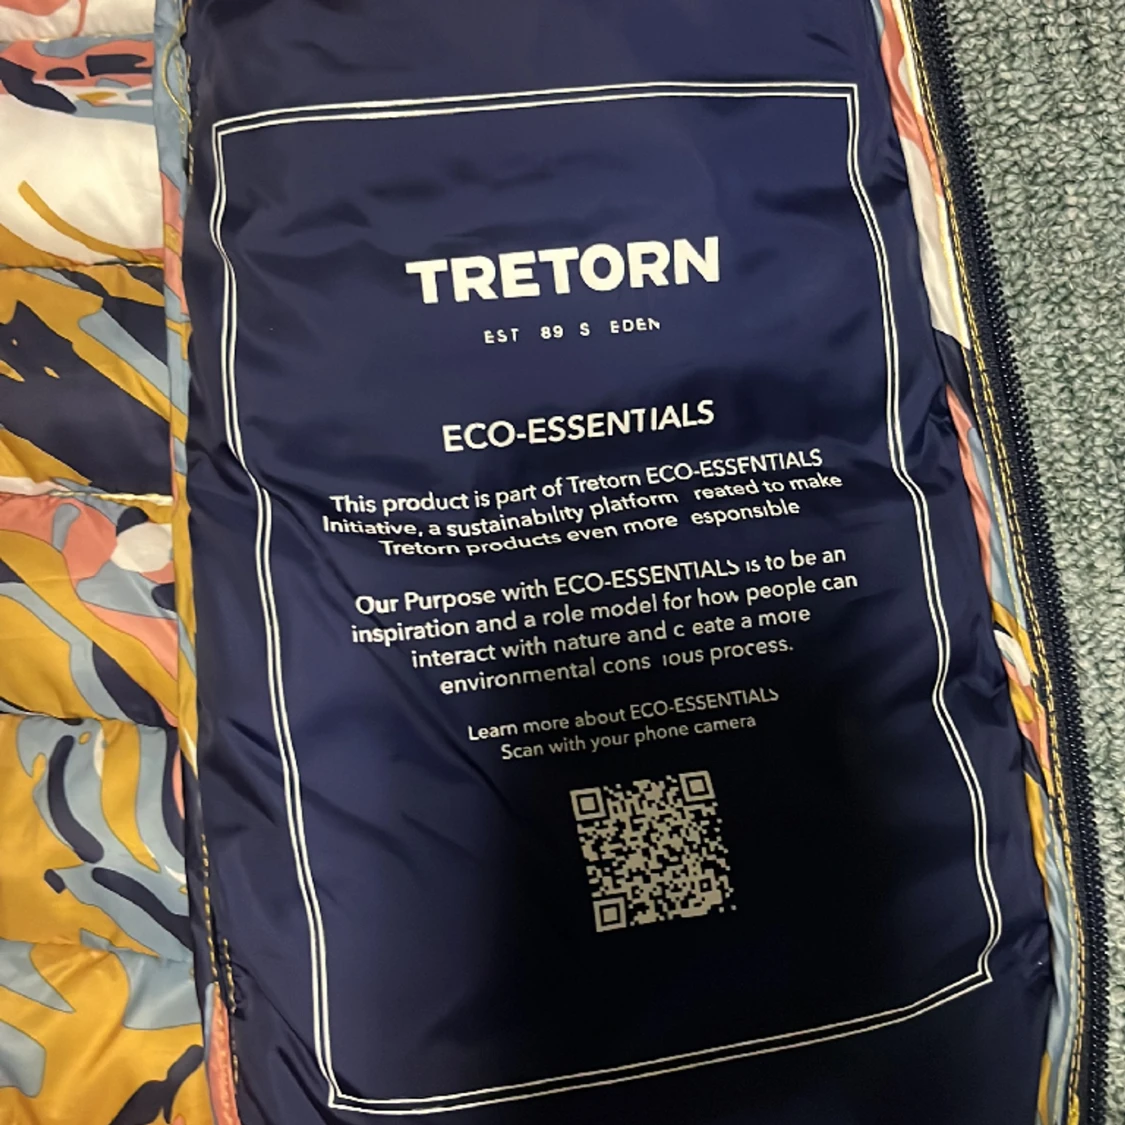 TRETORN
EST 89 S EDEN
ECO-ESSENTIALS
This product is part of Tretorn ECO-ESSENTIALS
Initiative, a sustainability platform reated to make
Tretorn products even more esponsible
Our Purpose with ECO-ESSENTIALS is to be an
inspiration and a role model for how people can
interact with nature and c eate a more
environmental cons ious process.
Learn more about ECO-ESSENTIALS
Scan with your phone camera